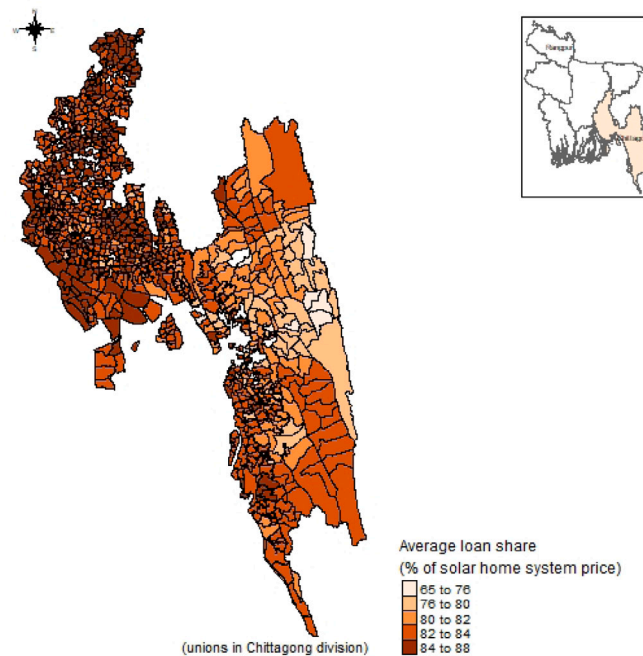 N
W E
S
Rangpur
Average loan share
(% of solar home system price)
65 to 76
76 to 80
80 to 82
82 to 84
84 to 88
(unions in Chittagong division)